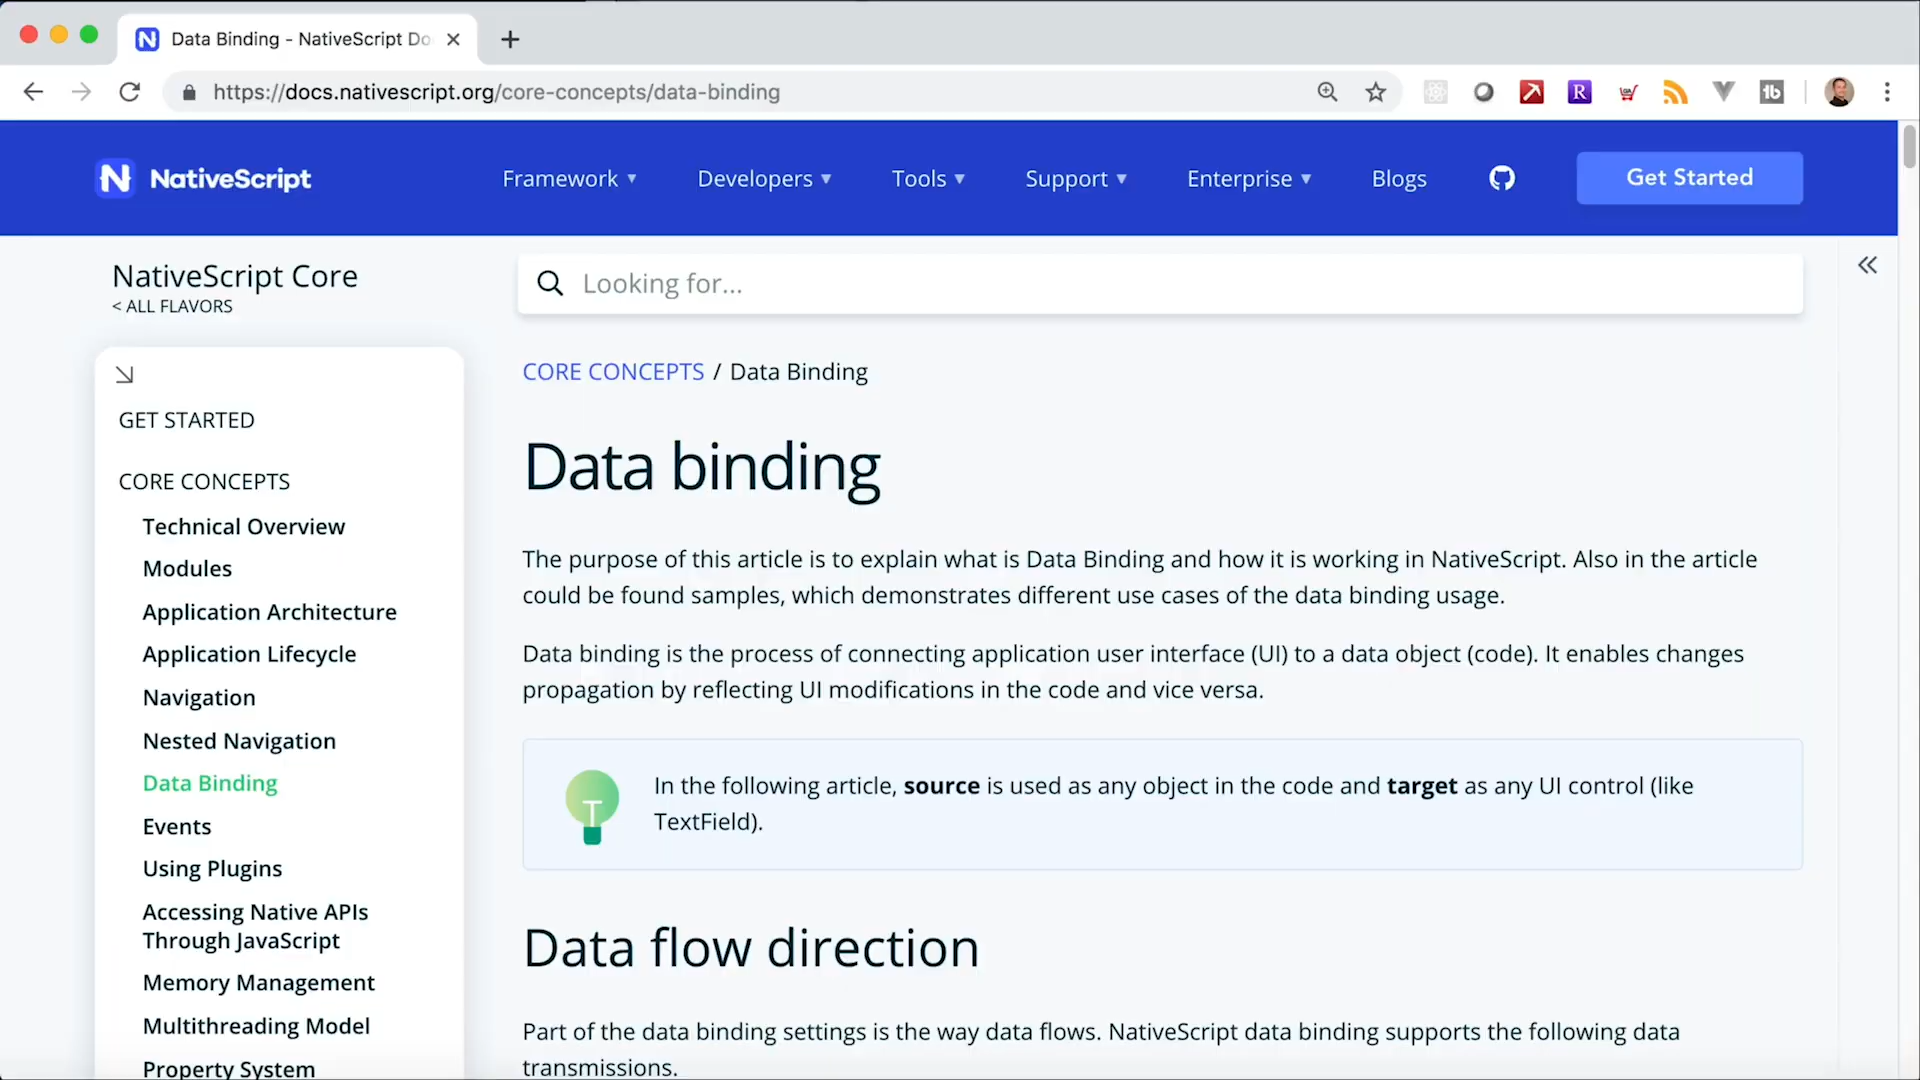 Data Binding - NativeScript Do
https://docs.nativescript.org/core-concepts/data-binding
NativeScript
Framework
Developers
Tools
Support
Enterprise
Blogs
Get Started
NativeScript Core
< ALL FLAVORS
Looking for...
GET STARTED
CORE CONCEPTS
Technical Overview
Modules
Application Architecture
Application Lifecycle
Navigation
Nested Navigation
Data Binding
Events
Using Plugins
Accessing Native APIs
Through JavaScript
Memory Management
Multithreading Model
Property System
CORE CONCEPTS / Data Binding
Data binding
The purpose of this article is to explain what is Data Binding and how it is working in NativeScript. Also in the article
could be found samples, which demonstrates different use cases of the data binding usage.
Data binding is the process of connecting application user interface (UI) to a data object (code). It enables changes
propagation by reflecting UI modifications in the code and vice versa.
In the following article, source is used as any object in the code and target as any UI control (like
TextField).
Data flow direction
Part of the data binding settings is the way data flows. NativeScript data binding supports the following data
transmissions.